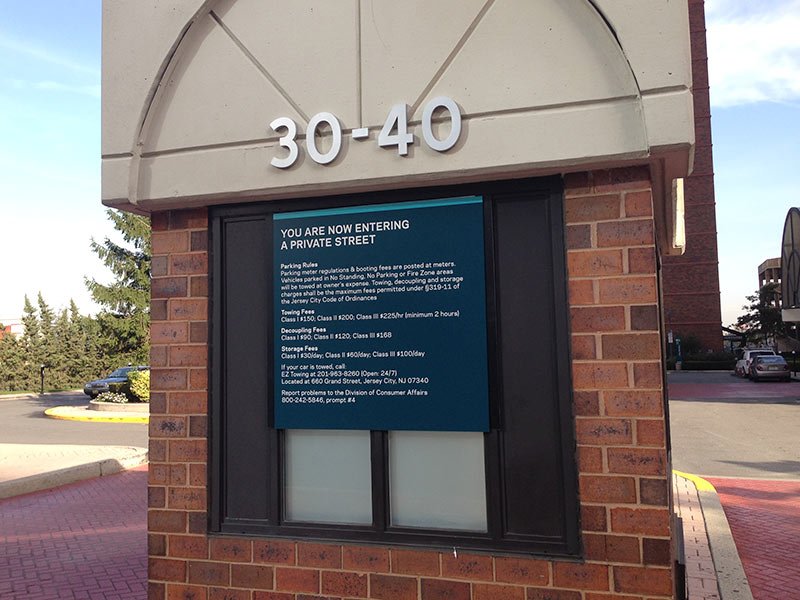 30-40
YOU ARE NOW ENTERING
A PRIVATE STREET
Parking Rules
Parking meter regulations & booting fees are posted at meters.
Vehicles parked in No Standing, No Parking or Fire Zone areas
will be towed at owner's expense. Towing, decoupling and storage
charges shall be the maximum fees permitted under §319-11 of
the Jersey City Code of Ordinances
Towing Fees
Class I $150; Class II $200; Class III $225/hr (minimum 2 hours)
Decoupling Fees
Class I $90; Class II $120, Class III $168
Storage Fees
Class I $30/day; Class II $60/day; Class III $100/day
If your car is towed, call:
EZ Towing at 201-963-8260 (Open: 24/7)
Located at 660 Grand Street, Jersey City, NJ 07340
Report problems to the Division of Consumer Affairs
800-242-5846, prompt #4